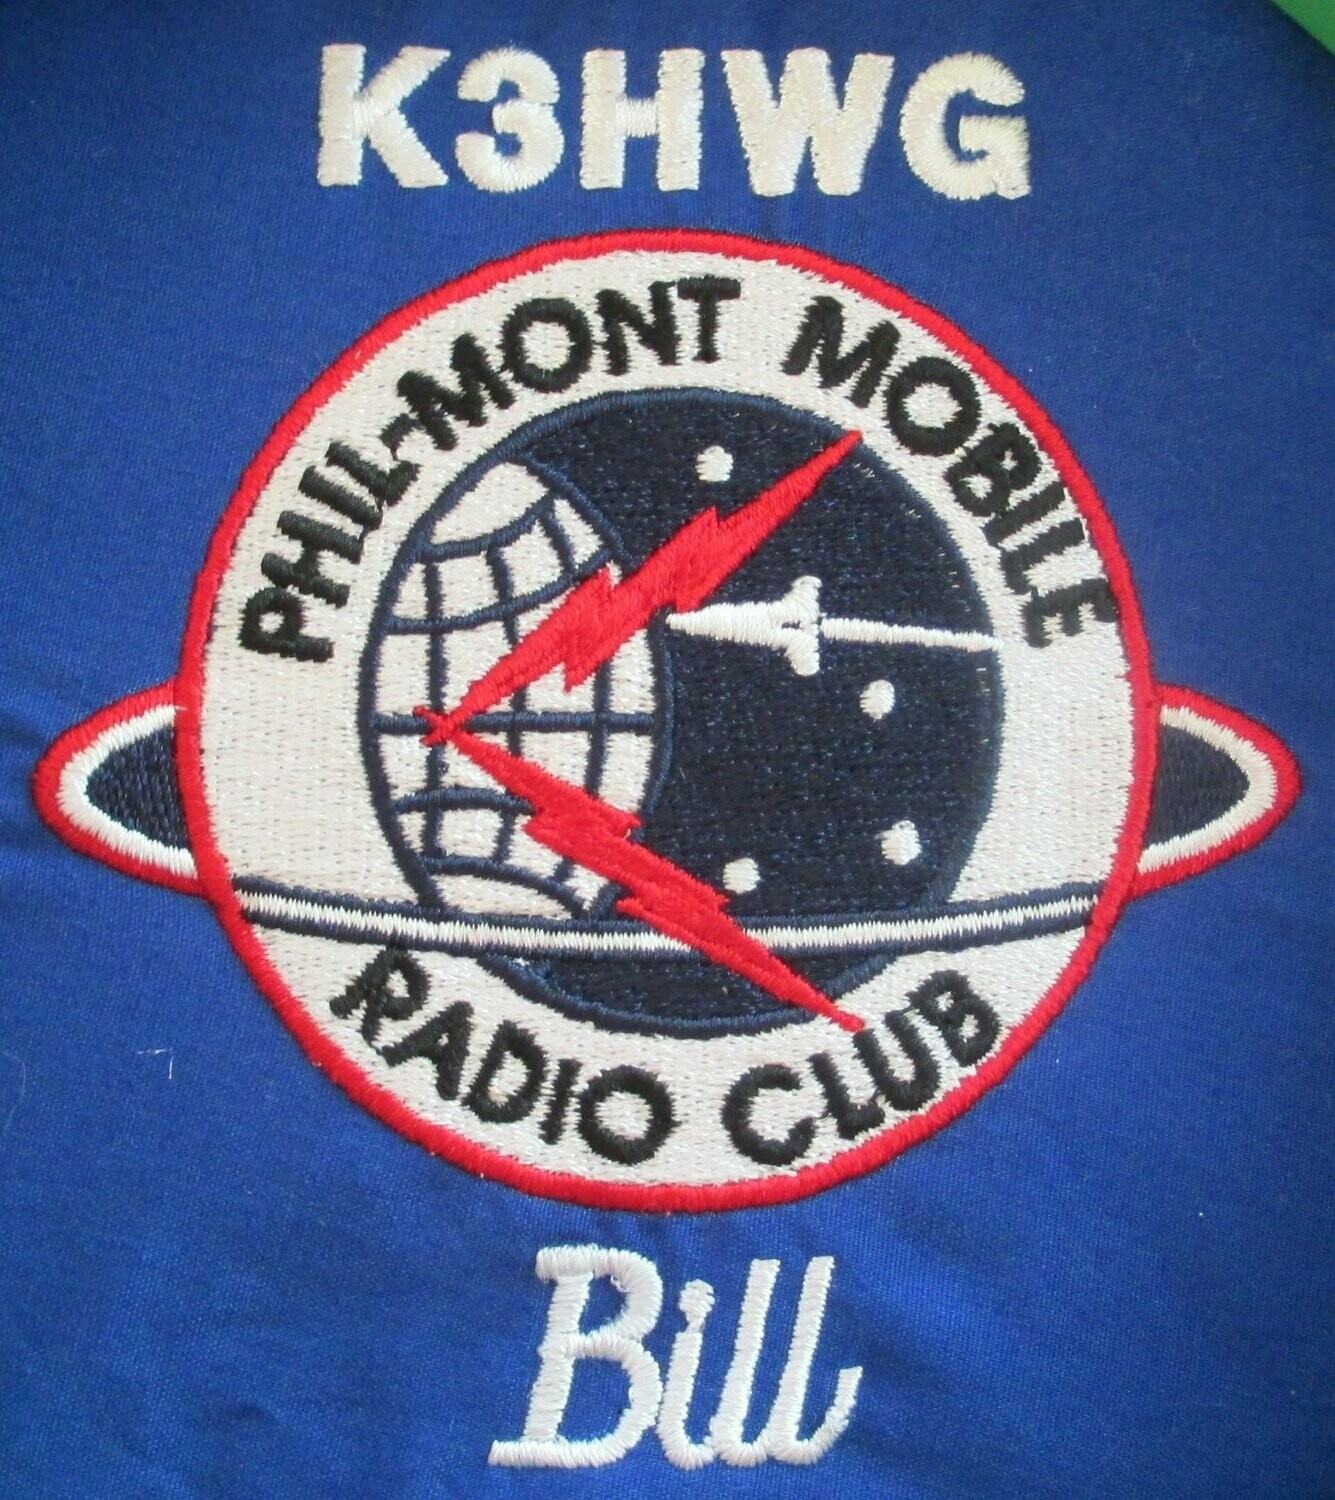 K3HWG
PHIL-MONT MOBILE
RADIO CLUB
Bill